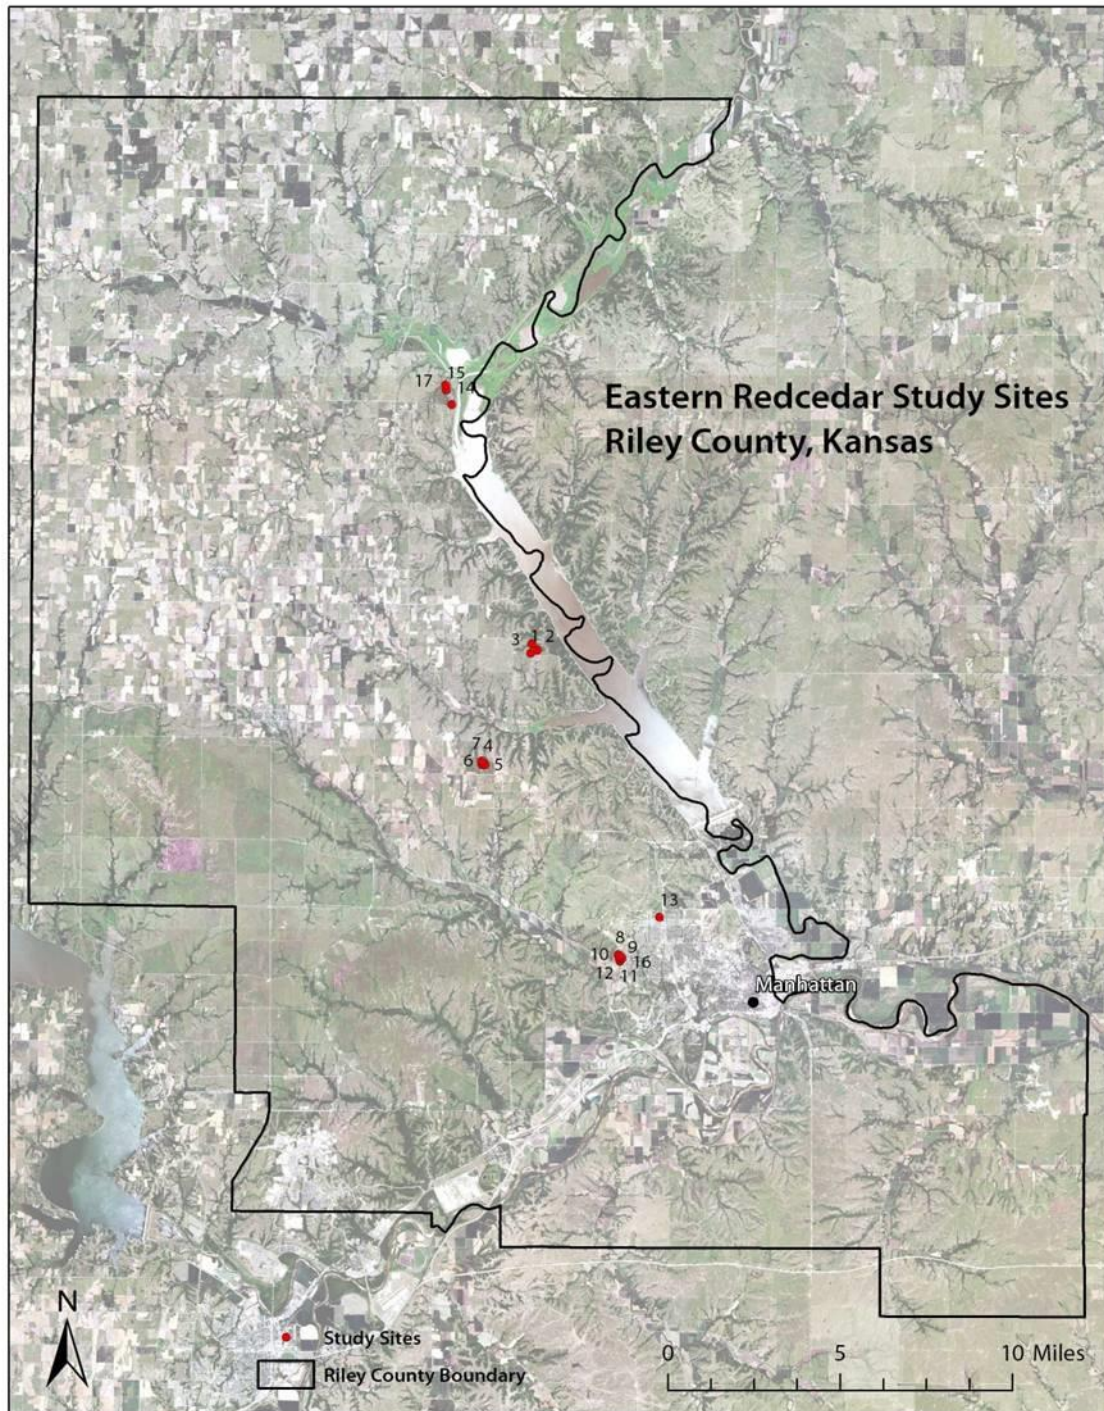 15
17
14
Eastern Redcedar Study Sites
Riley County, Kansas
3 1 2
7 4
6 5
13
8
10 9
16
12 11
Manhattan
N
Study Sites
Riley County Boundary
0 5 10 Miles